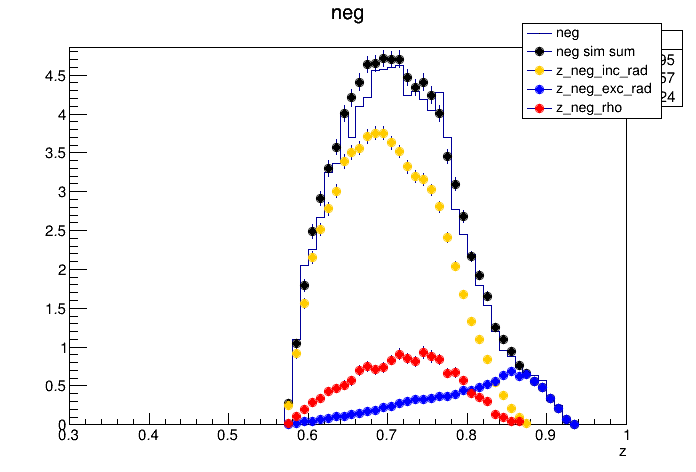 neg
neg
neg sim sum
z_neg_inc_rad
z_neg_exc_rad
z_neg_rho
95
57
24
4.5
4
3.5
3
2.5
2
1.5
1
0.5
0
0.3 0.4 0.5 0.6 0.7 0.8 0.9 1
z